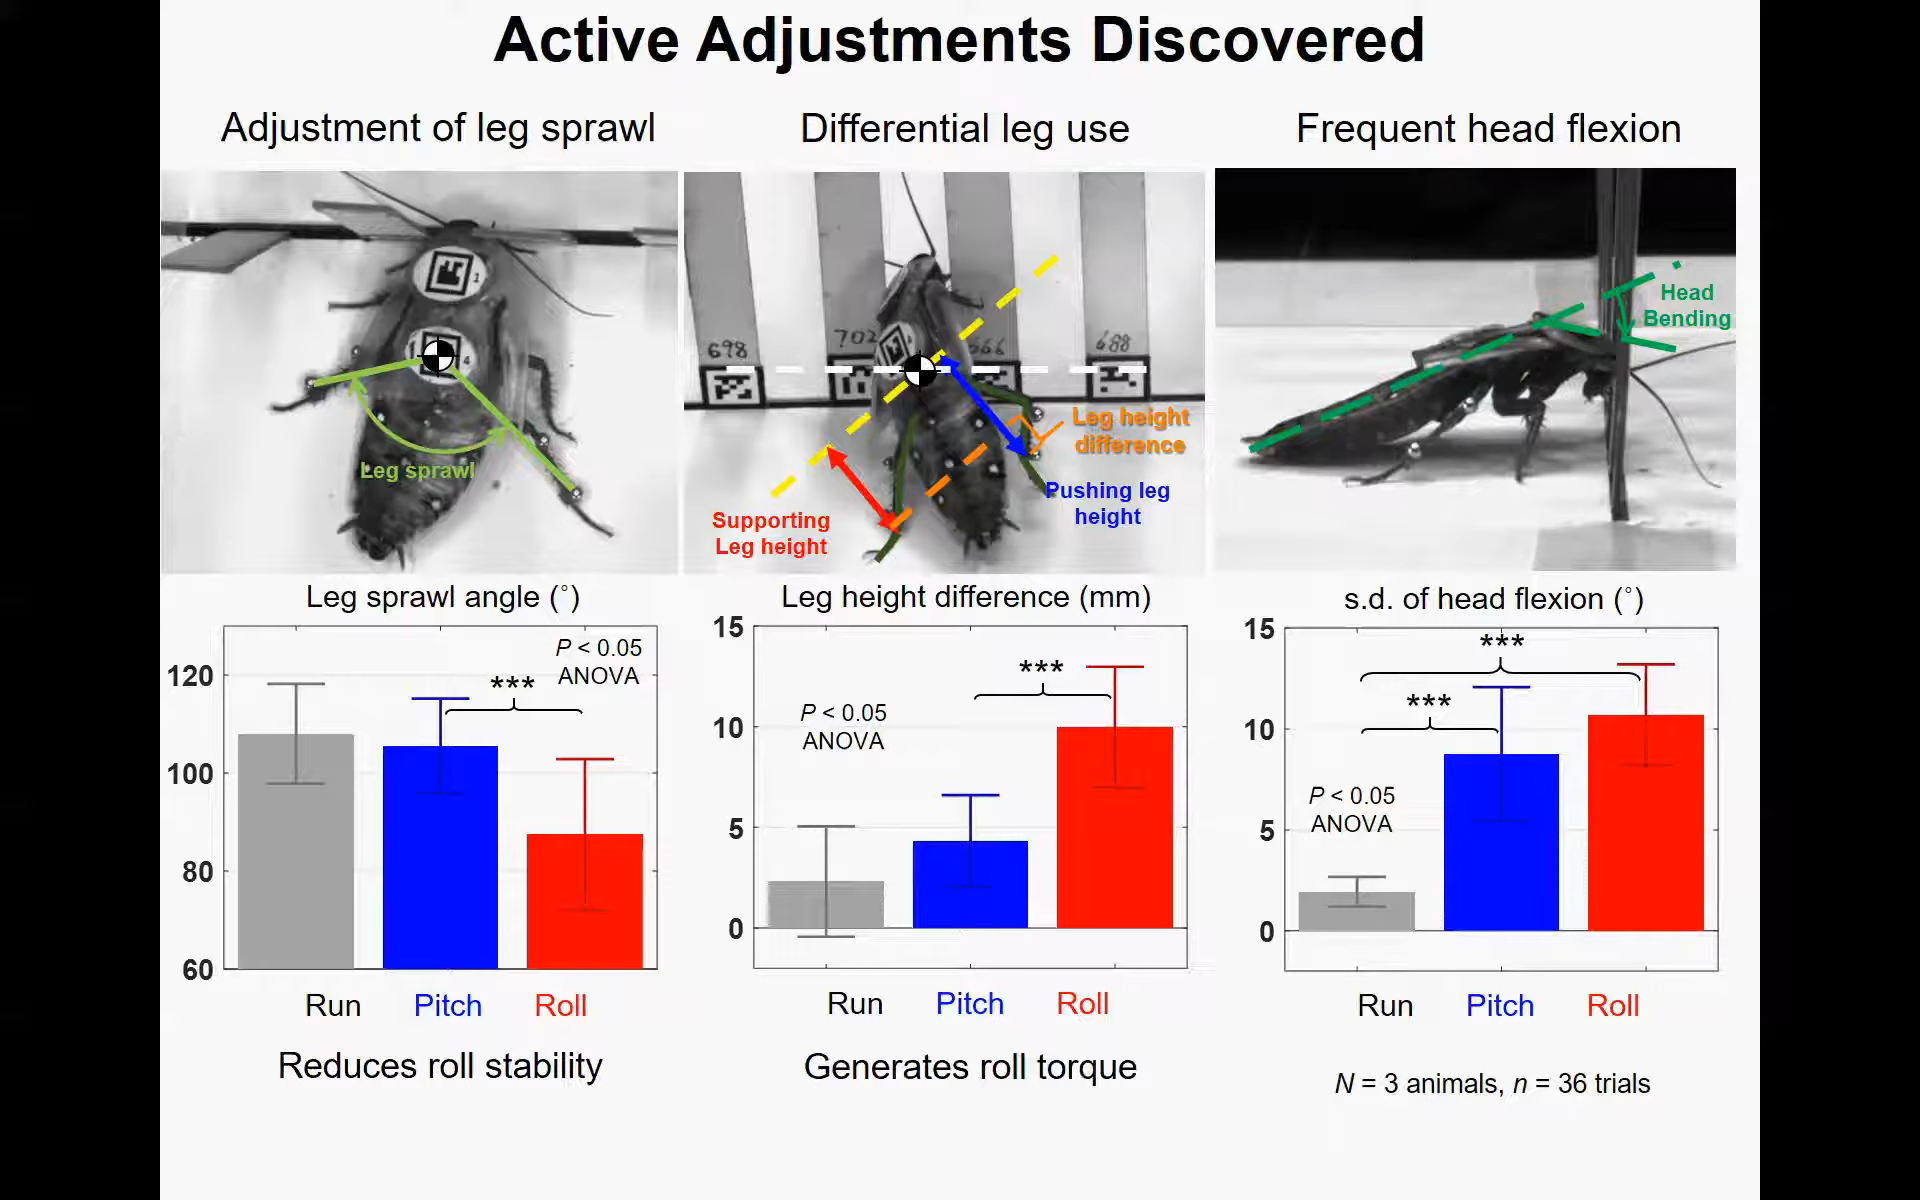 Active Adjustments Discovered
Adjustment of leg sprawl
Differential leg use
Frequent head flexion
1
4
Leg sprawl
698
702
666
688
Leg height
difference
Pushing leg
height
Supporting
Leg height
Head
Bending
Leg sprawl angle (°)
P < 0.05
ANOVA
***
120
100
80
60
Run
Pitch
Roll
Reduces roll stability
Leg height difference (mm)
***
P < 0.05
ANOVA
15
10
5
0
Run
Pitch
Roll
Generates roll torque
s.d. of head flexion (°)
***
***
P < 0.05
ANOVA
15
10
5
0
Run
Pitch
Roll
N = 3 animals, n = 36 trials